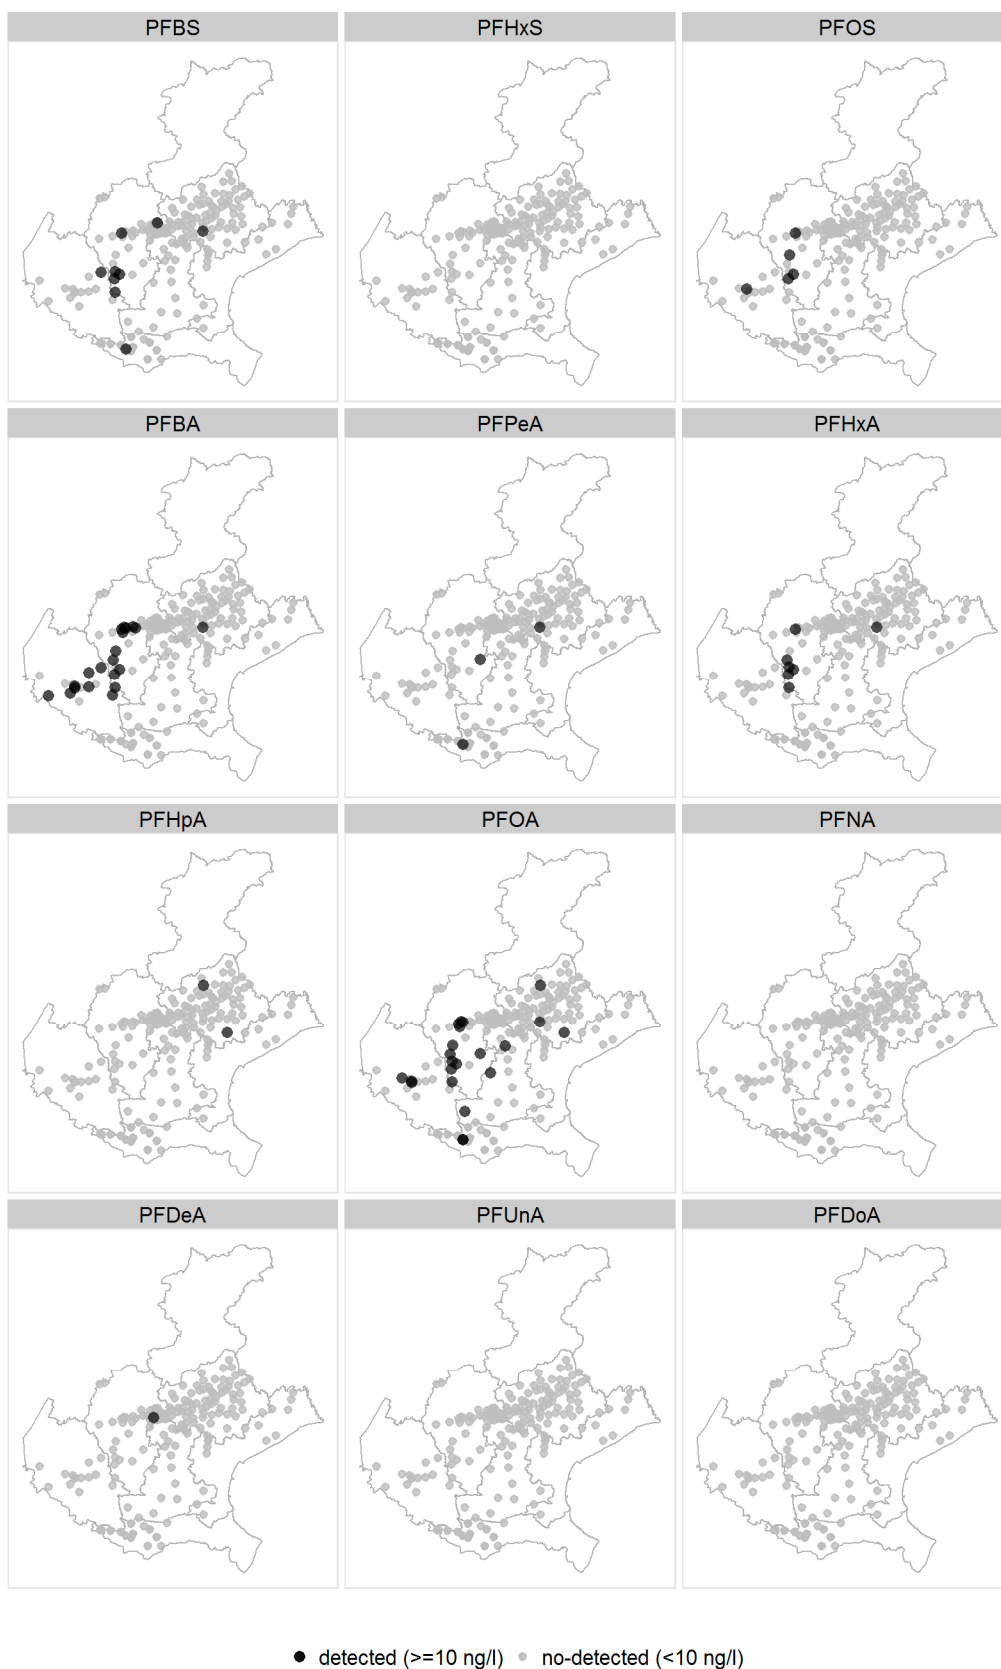 PFBS PFHxS PFOS
PFBA PFPeA PFHxA
PFHpA PFOA PFNA
PFDeA PFUnA PFDoA
detected (>=10 ng/l) no-detected (<10 ng/l)